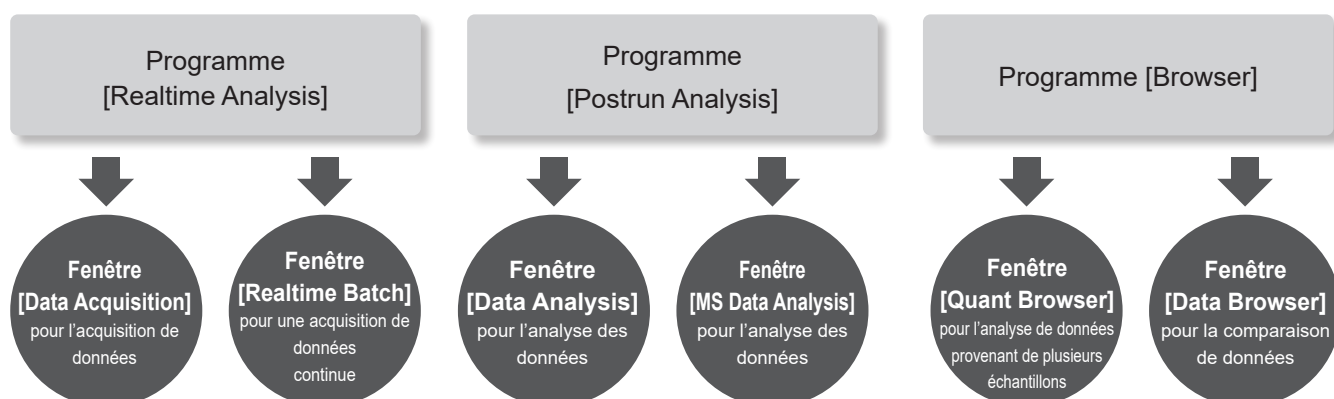 Programme
[Realtime Analysis]
Programme
[Postrun Analysis]
Programme [Browser]
Fenêtre
[Data Acquisition]
pour l'acquisition de
données
Fenêtre
[Realtime Batch]
pour une acquisition de
données
continue
Fenêtre
[Data Analysis]
pour l'analyse des
données
Fenêtre
[MS Data Analysis]
pour l'analyse des
données
Fenêtre
[Quant Browser]
pour l'analyse de données
provenant de plusieurs
échantillons
Fenêtre
[Data Browser]
pour la comparaison
de données